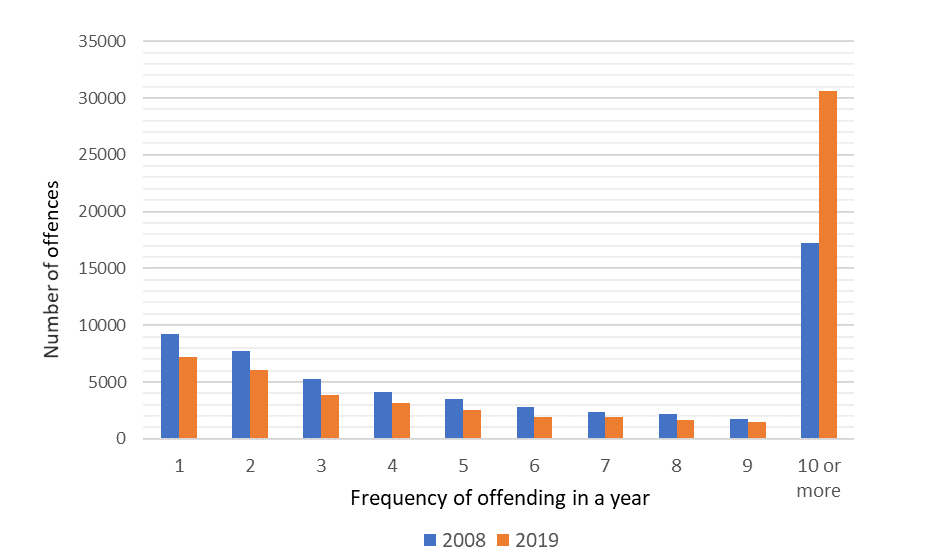 35000
30000
25000
20000
15000
10000
5000
0
Number of offences
1 2 3 4 5 6 7 8 9 10 or
more
Frequency of offending in a year
2008 2019